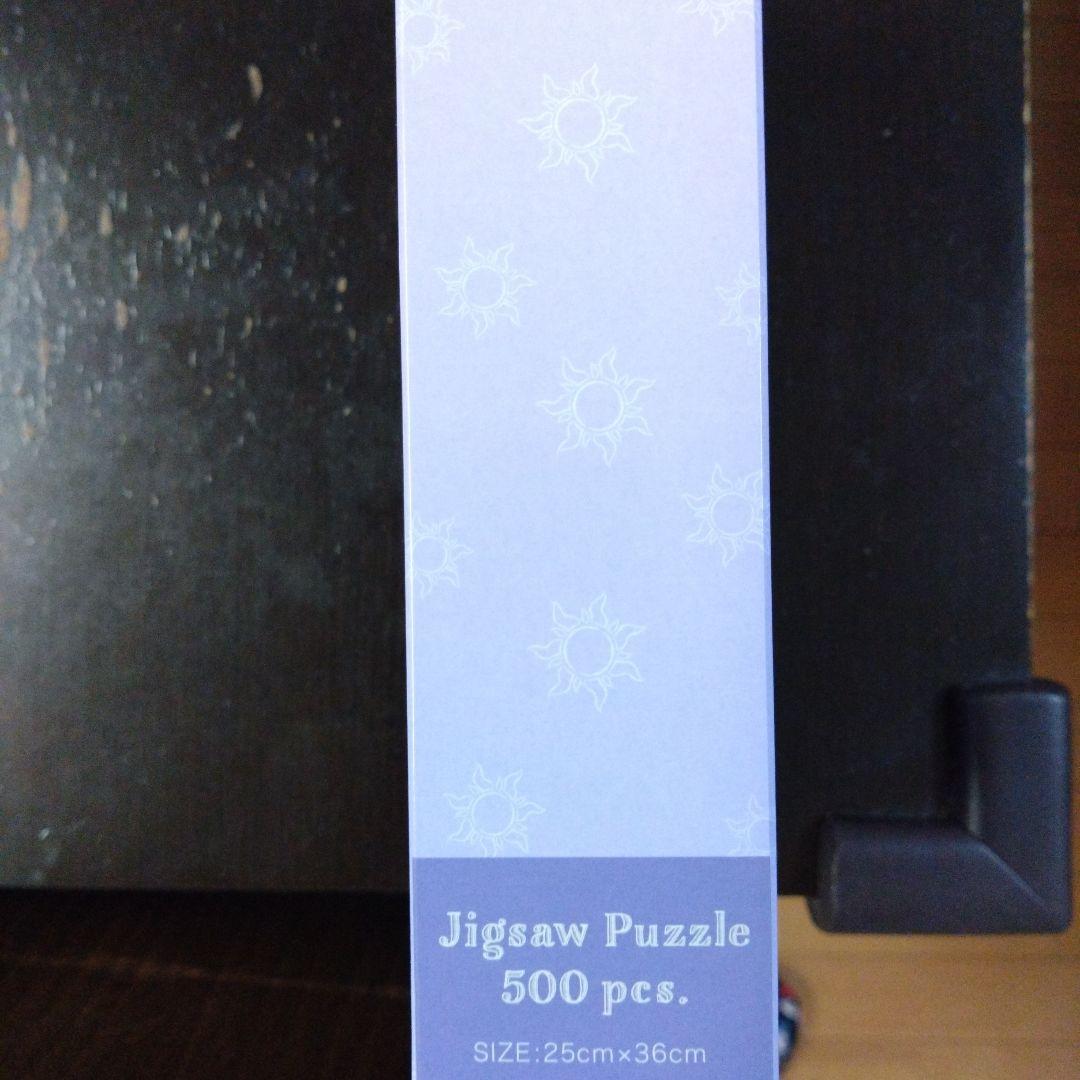 Jigsaw Puzzle
500 pcs.
SIZE:25cm×36cm